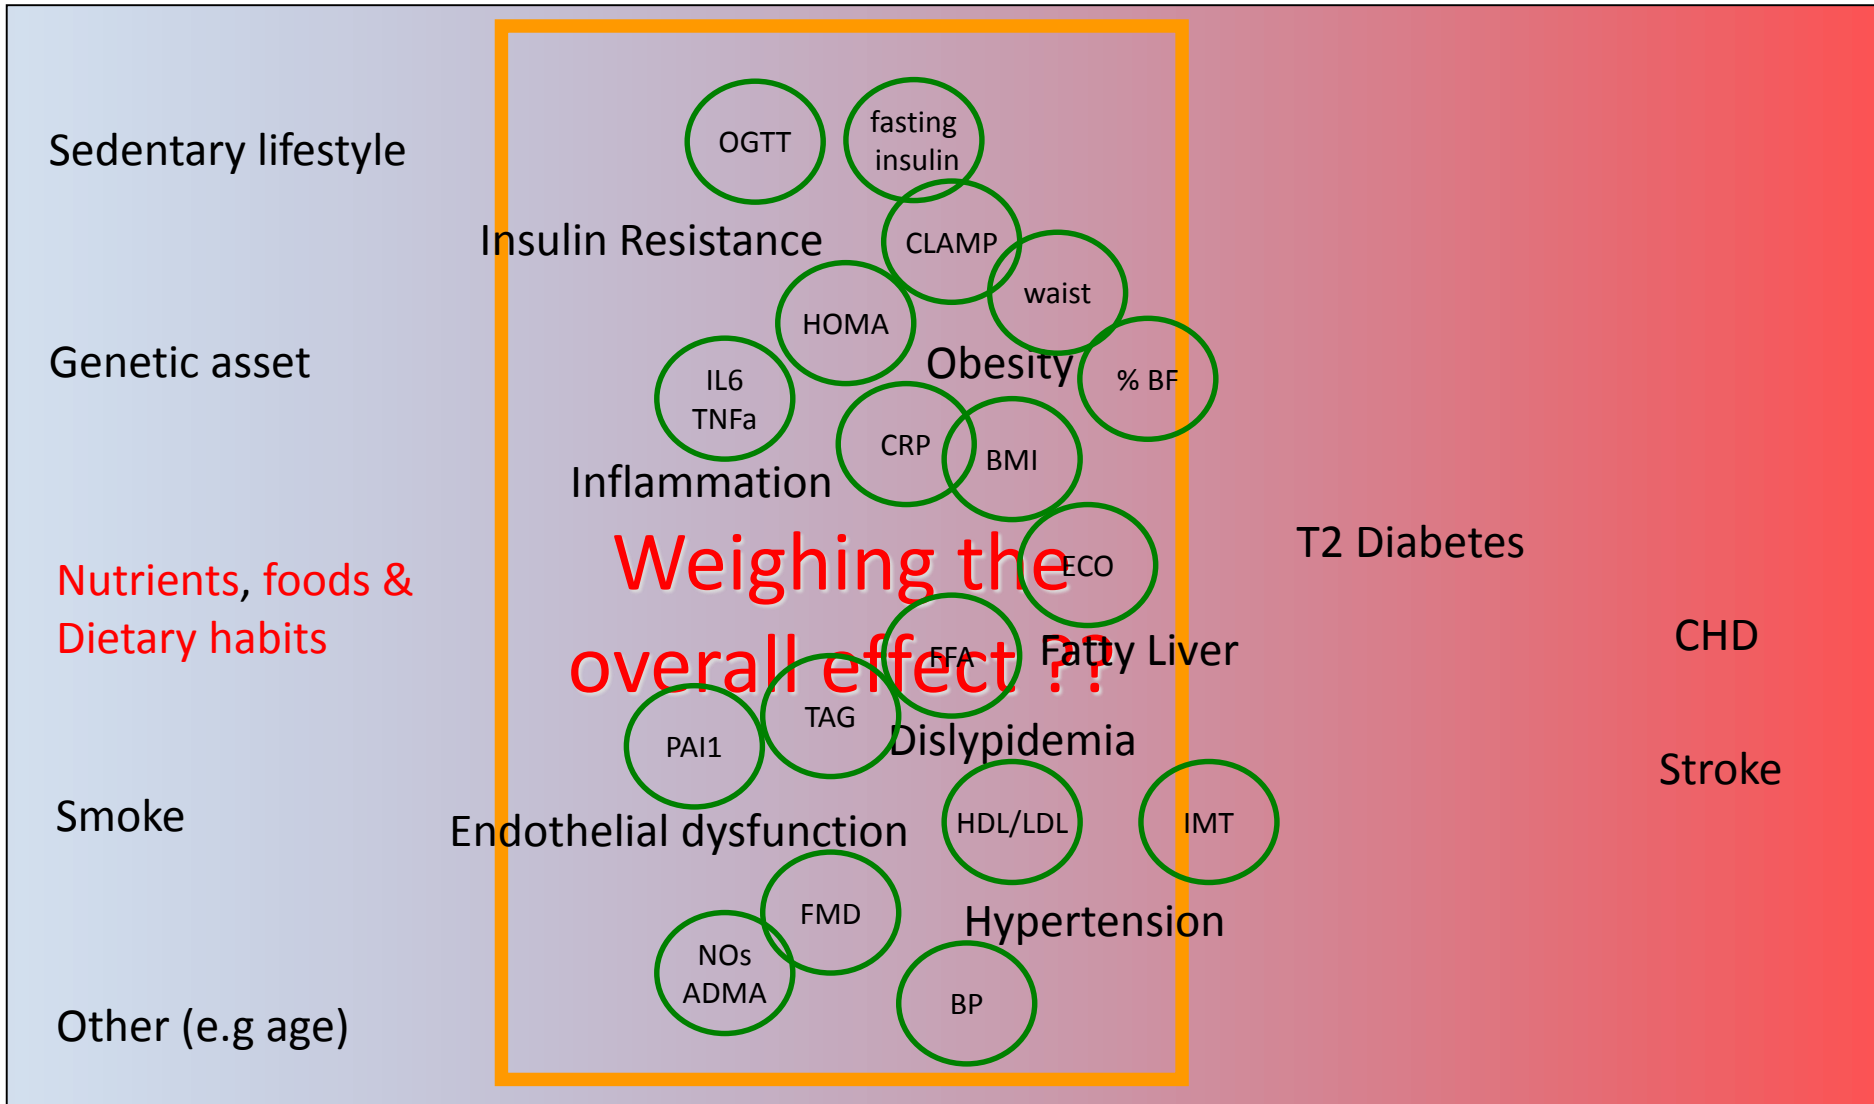 Sedentary lifestyle
Genetic asset
Nutrients, foods &
Dietary habits
Smoke
Other (e.g age)
OGTT
fasting
insulin
Insulin Resistance
CLAMP
waist
HOMA
Obesity
% BF
IL6
TNFa
CRP
BMI
Inflammation
Weighing the
overall effect ??
ECO
FFA
Fatty Liver
TAG
PAI1
Dislypidemia
Endothelial dysfunction
HDL/LDL
IMT
FMD
Hypertension
NOs
ADMA
BP
T2 Diabetes
CHD
Stroke